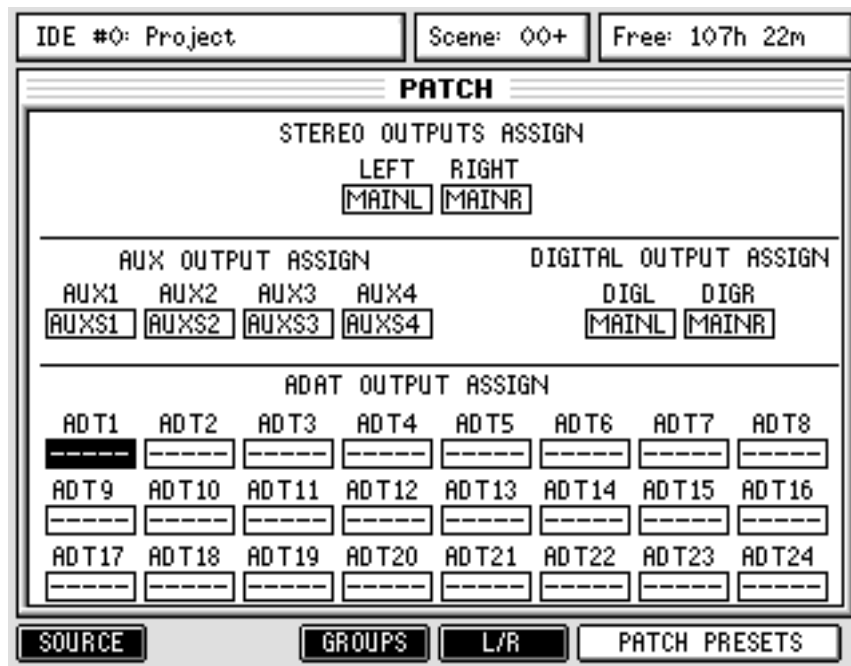 IDE #0: Project Scene: 00+ Free: 107h 22m
PATCH
STEREO OUTPUTS ASSIGN
LEFT RIGHT
MAINL MAINR
AUX OUTPUT ASSIGN DIGITAL OUTPUT ASSIGN
AUX1 AUX2 AUX3 AUX4 DIGL DIGR
AUXS1 AUXS2 AUXS3 AUXS4 MAINL MAINR
ADAT OUTPUT ASSIGN
ADT1 ADT2 ADT3 ADT4 ADT5 ADT6 ADT7 ADT8
----- ----- ----- ----- ----- ----- ----- -----
ADT9 ADT10 ADT11 ADT12 ADT13 ADT14 ADT15 ADT16
----- ----- ----- ----- ----- ----- ----- -----
ADT17 ADT18 ADT19 ADT20 ADT21 ADT22 ADT23 ADT24
----- ----- ----- ----- ----- ----- ----- -----
SOURCE GROUPS L/R PATCH PRESETS